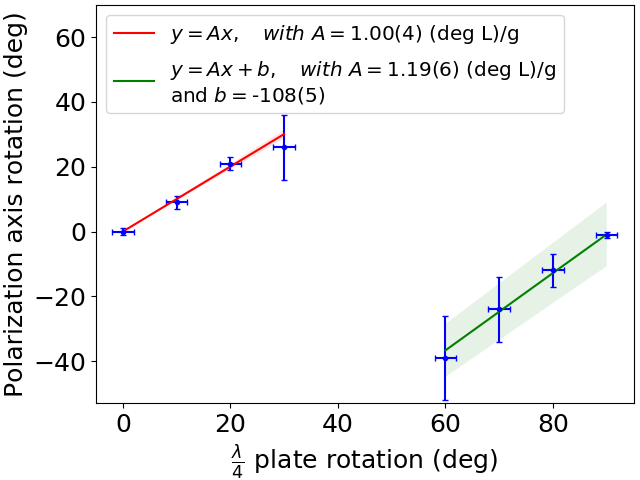 y = Ax, with A = 1.00(4) (deg L)/g
y = Ax + b, with A = 1.19(6) (deg L)/g
and b = -108(5)
Polarization axis rotation (deg)
60
40
20
0
−20
−40
0 20 40 60 80
λ/4 plate rotation (deg)